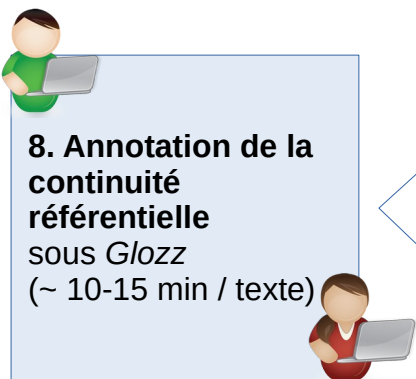 8. Annotation de la
continuité
référentielle
sous Glozz
(~ 10-15 min / texte)